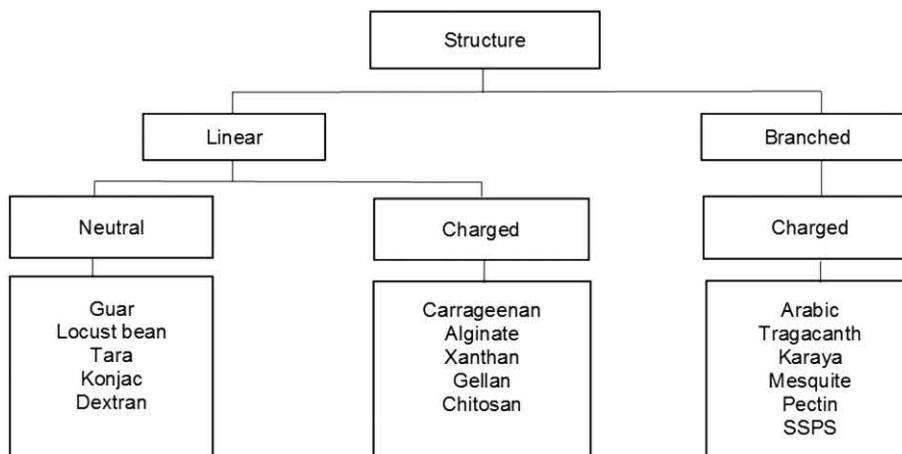 Structure
Linear
Branched
Neutral
Charged
Charged
Guar
Locust bean
Tara
Konjac
Dextran
Carrageenan
Alginate
Xanthan
Gellan
Chitosan
Arabic
Tragacanth
Karaya
Mesquite
Pectin
SSPS